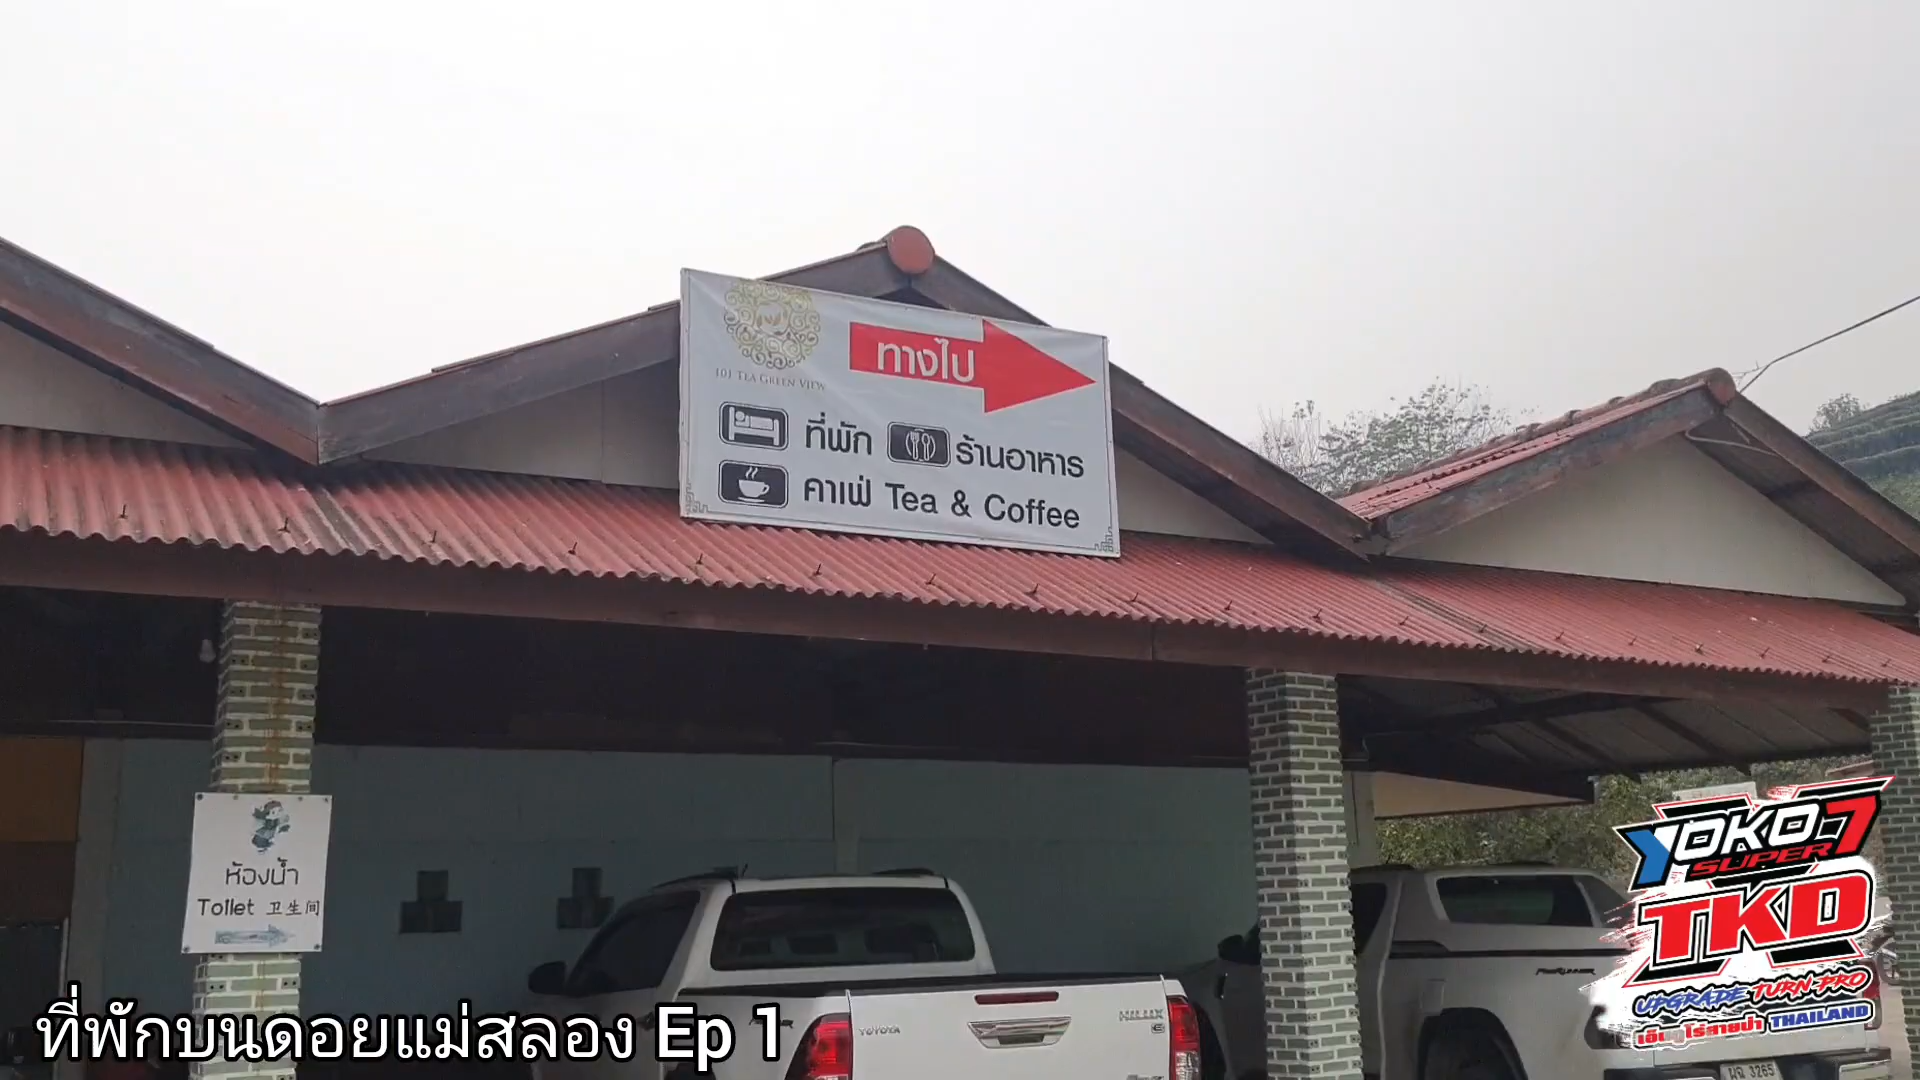 101 TEA GREEN VIEW
ทางไป
ที่พัก ร้านอาหาร
คาเฟ่ Tea & Coffee
ห้องน้ำ
Toilet 卫生间
TOYOTA
HILUX
E
PRERUNNER
3265
YOKO 7
SUPER
TKD
UPGRADE TURN PRO
THAILAND
ที่พักบนดอยแม่สลอง Ep 1